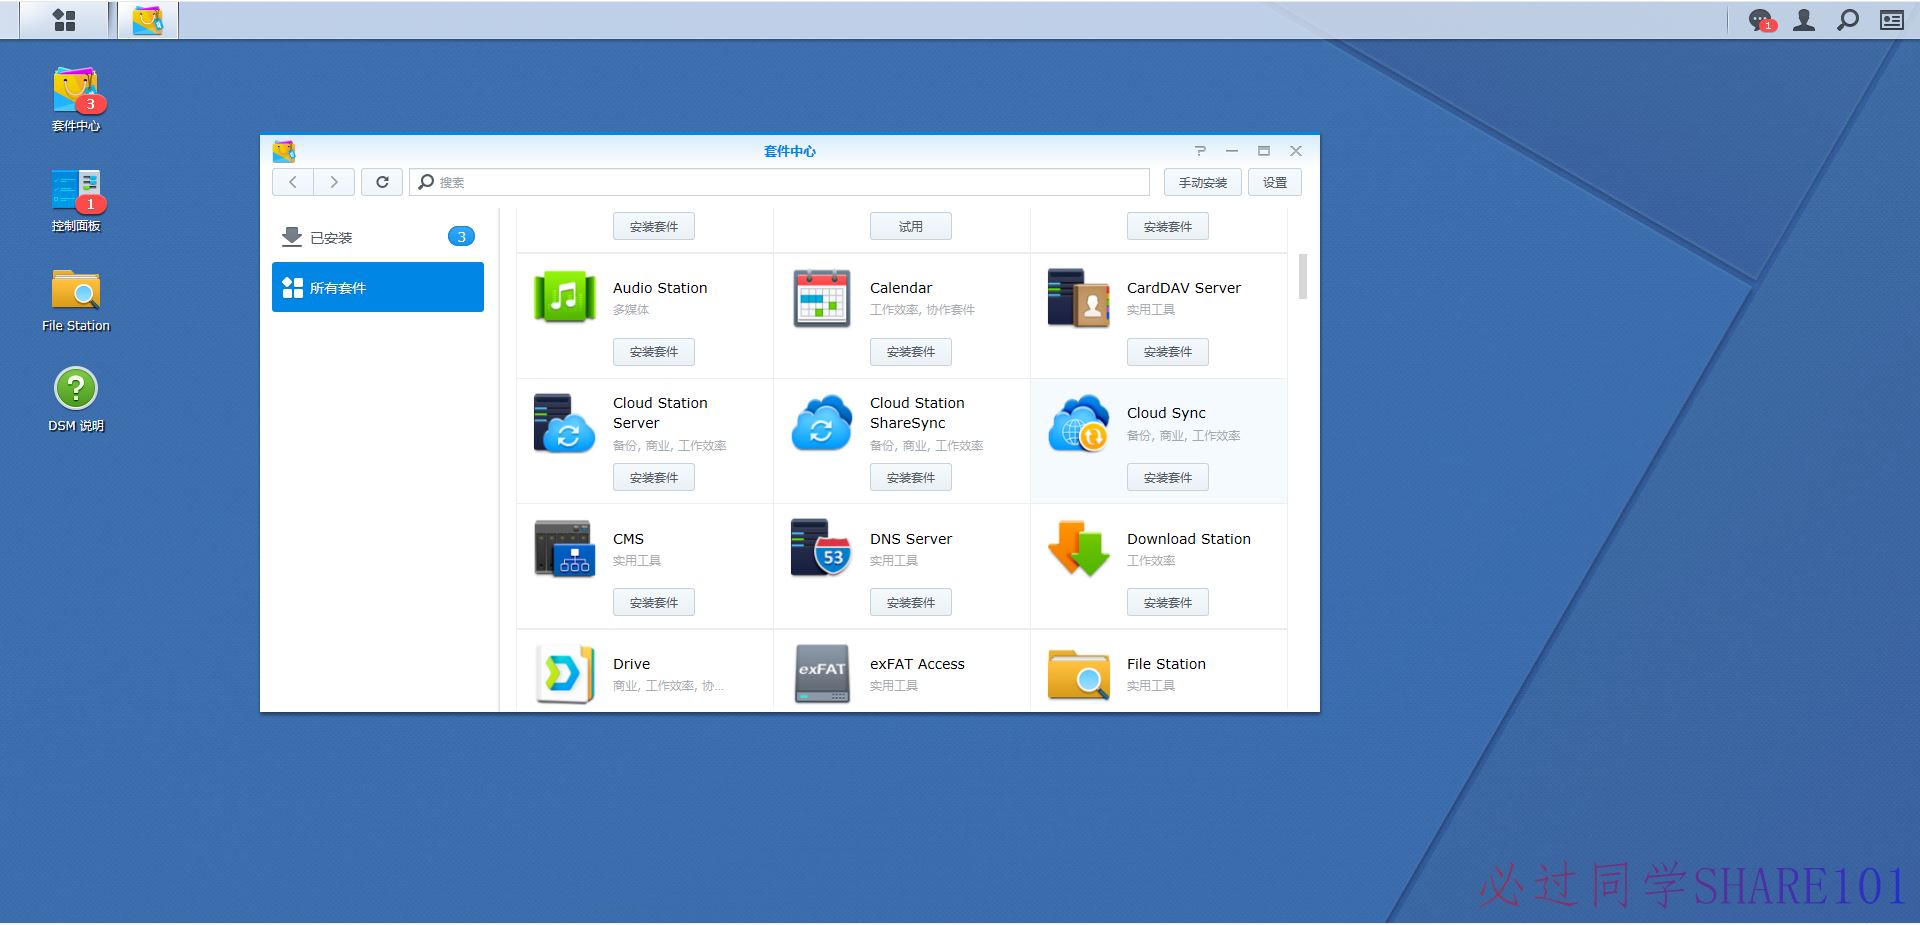 1
3
套件中心
1
控制面板
File Station
?
DSM 说明
套件中心
搜索
手动安装
设置
已安装
3
所有套件
安装套件
试用
安装套件
Audio Station
多媒体
安装套件
Calendar
工作效率, 协作套件
安装套件
CardDAV Server
实用工具
安装套件
Cloud Station
Server
备份, 商业, 工作效率
安装套件
Cloud Station
ShareSync
备份, 商业, 工作效率
安装套件
Cloud Sync
备份, 商业, 工作效率
安装套件
CMS
实用工具
安装套件
53
DNS Server
实用工具
安装套件
Download Station
工作效率
安装套件
Drive
商业, 工作效率, 协...
exFAT
exFAT Access
实用工具
File Station
实用工具
必过同学SHARE101